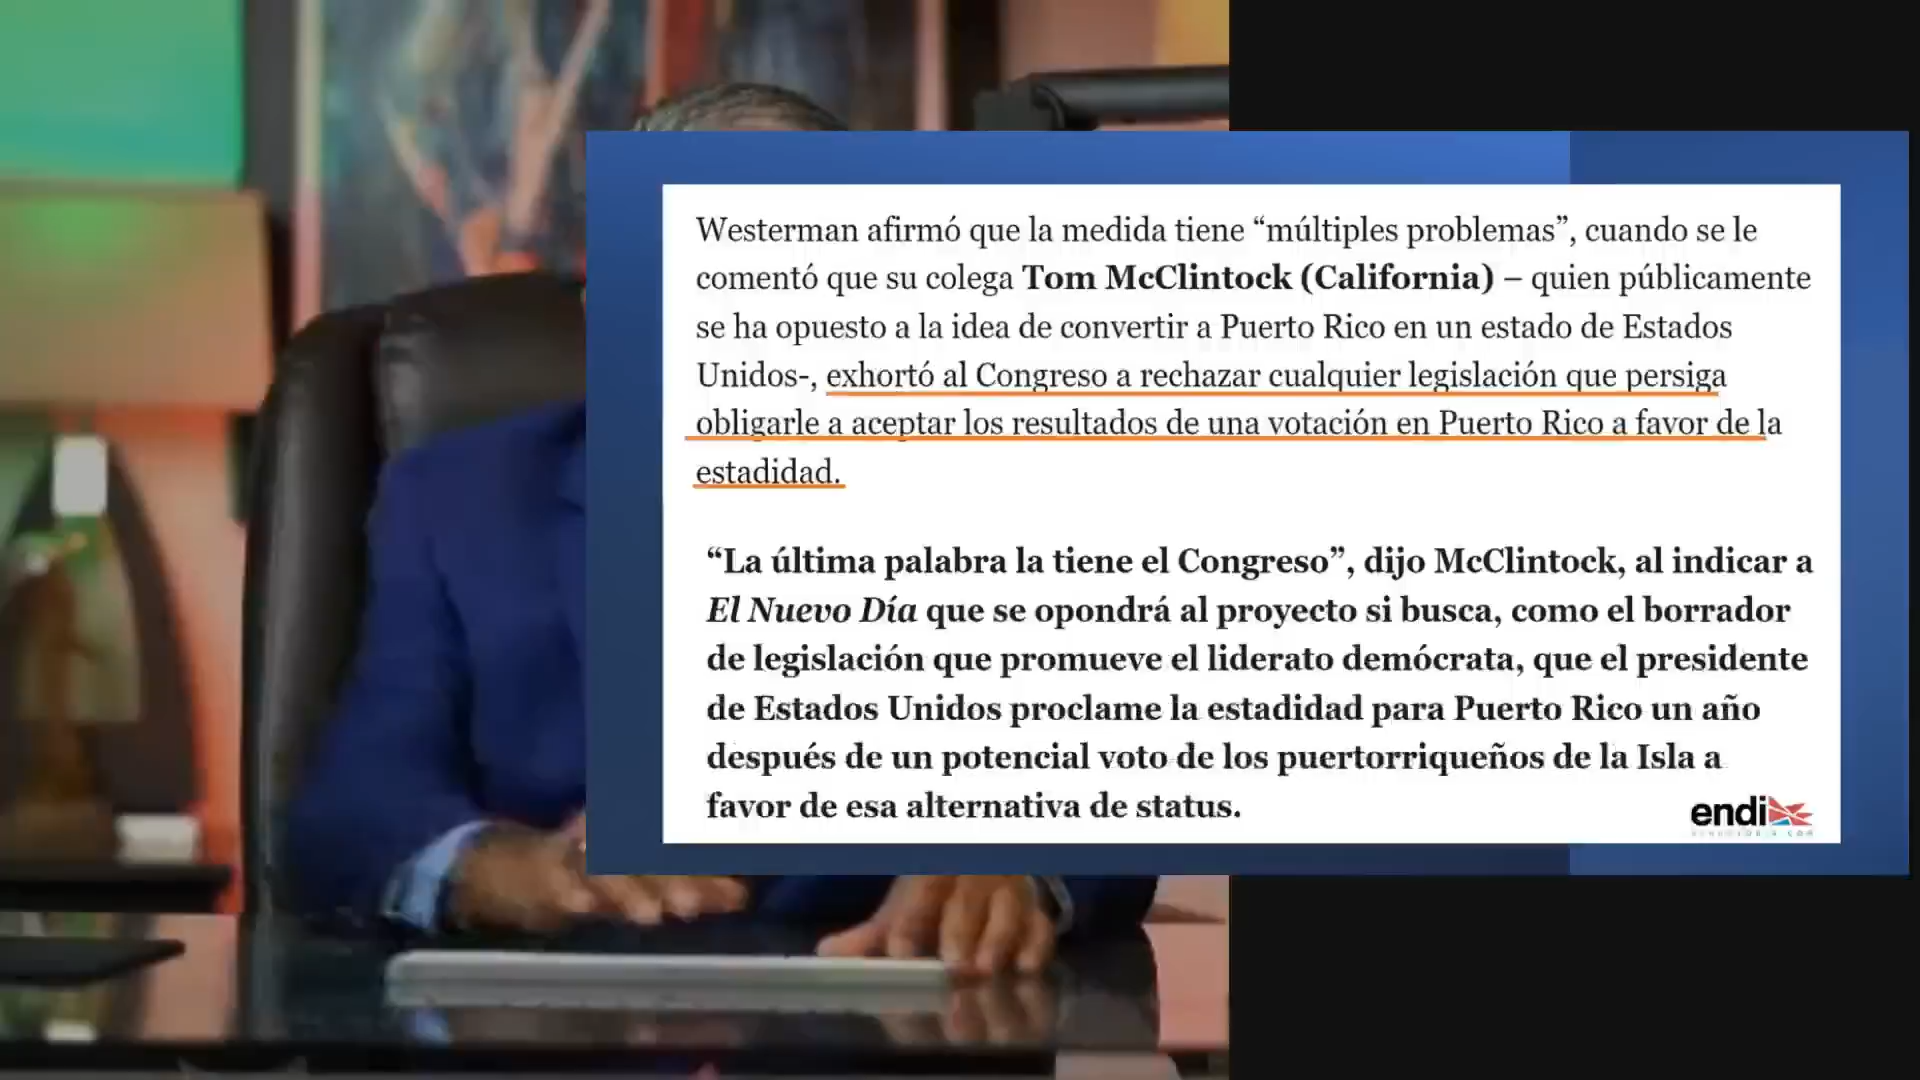 Westerman afirmó que la medida tiene “múltiples problemas”, cuando se le
comentó que su colega Tom McClintock (California) – quien públicamente
se ha opuesto a la idea de convertir a Puerto Rico en un estado de Estados
Unidos-, exhortó al Congreso a rechazar cualquier legislación que persiga
obligarle a aceptar los resultados de una votación en Puerto Rico a favor de la
estadidad.
“La última palabra la tiene el Congreso”, dijo McClintock, al indicar a
El Nuevo Día que se opondrá al proyecto si busca, como el borrador
de legislación que promueve el liderato demócrata, que el presidente
de Estados Unidos proclame la estadidad para Puerto Rico un año
después de un potencial voto de los puertorriqueños de la Isla a
favor de esa alternativa de status.
endi